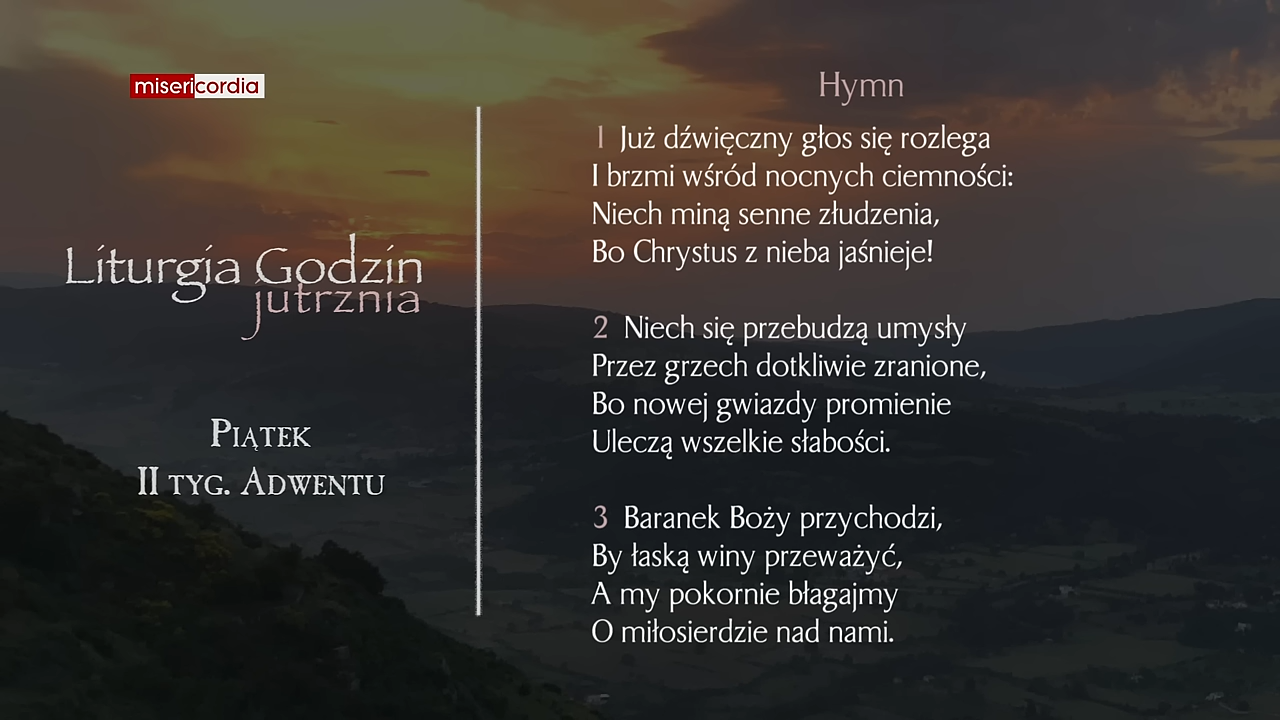 misericordia
Liturgia Godzin
jutrznia
Piątek
II tyg. Adwentu
Hymn
1 Już dźwięczny głos się rozlega
I brzmi wśród nocnych ciemności:
Niech miną senne złudzenia,
Bo Chrystus z nieba jaśnieje!
2 Niech się przebudzą umysły
Przez grzech dotkliwie zranione,
Bo nowej gwiazdy promienie
Uleczą wszelkie słabości.
3 Baranek Boży przychodzi,
By łaską winy przeważyć,
A my pokornie błagajmy
O miłosierdzie nad nami.